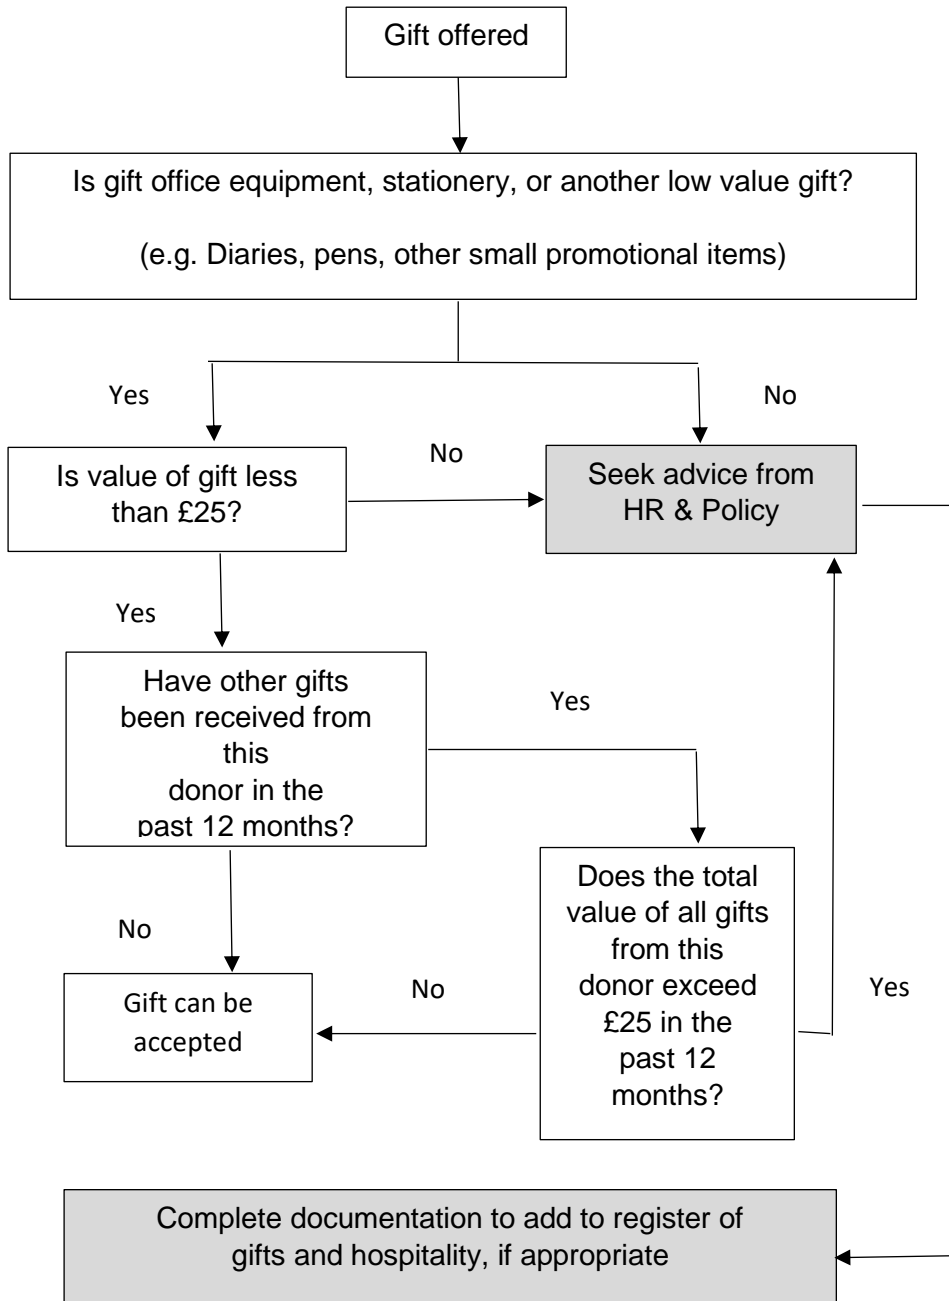 Gift offered
Is gift office equipment, stationery, or another low value gift?
(e.g. Diaries, pens, other small promotional items)
Yes
No
Is value of gift less
than £25?
No
Seek advice from
HR & Policy
Yes
Have other gifts
been received from
this
donor in the
past 12 months?
Yes
Does the total
value of all gifts
from this
donor exceed
£25 in the
past 12
months?
No
Gift can be
accepted
No
Yes
Complete documentation to add to register of
gifts and hospitality, if appropriate